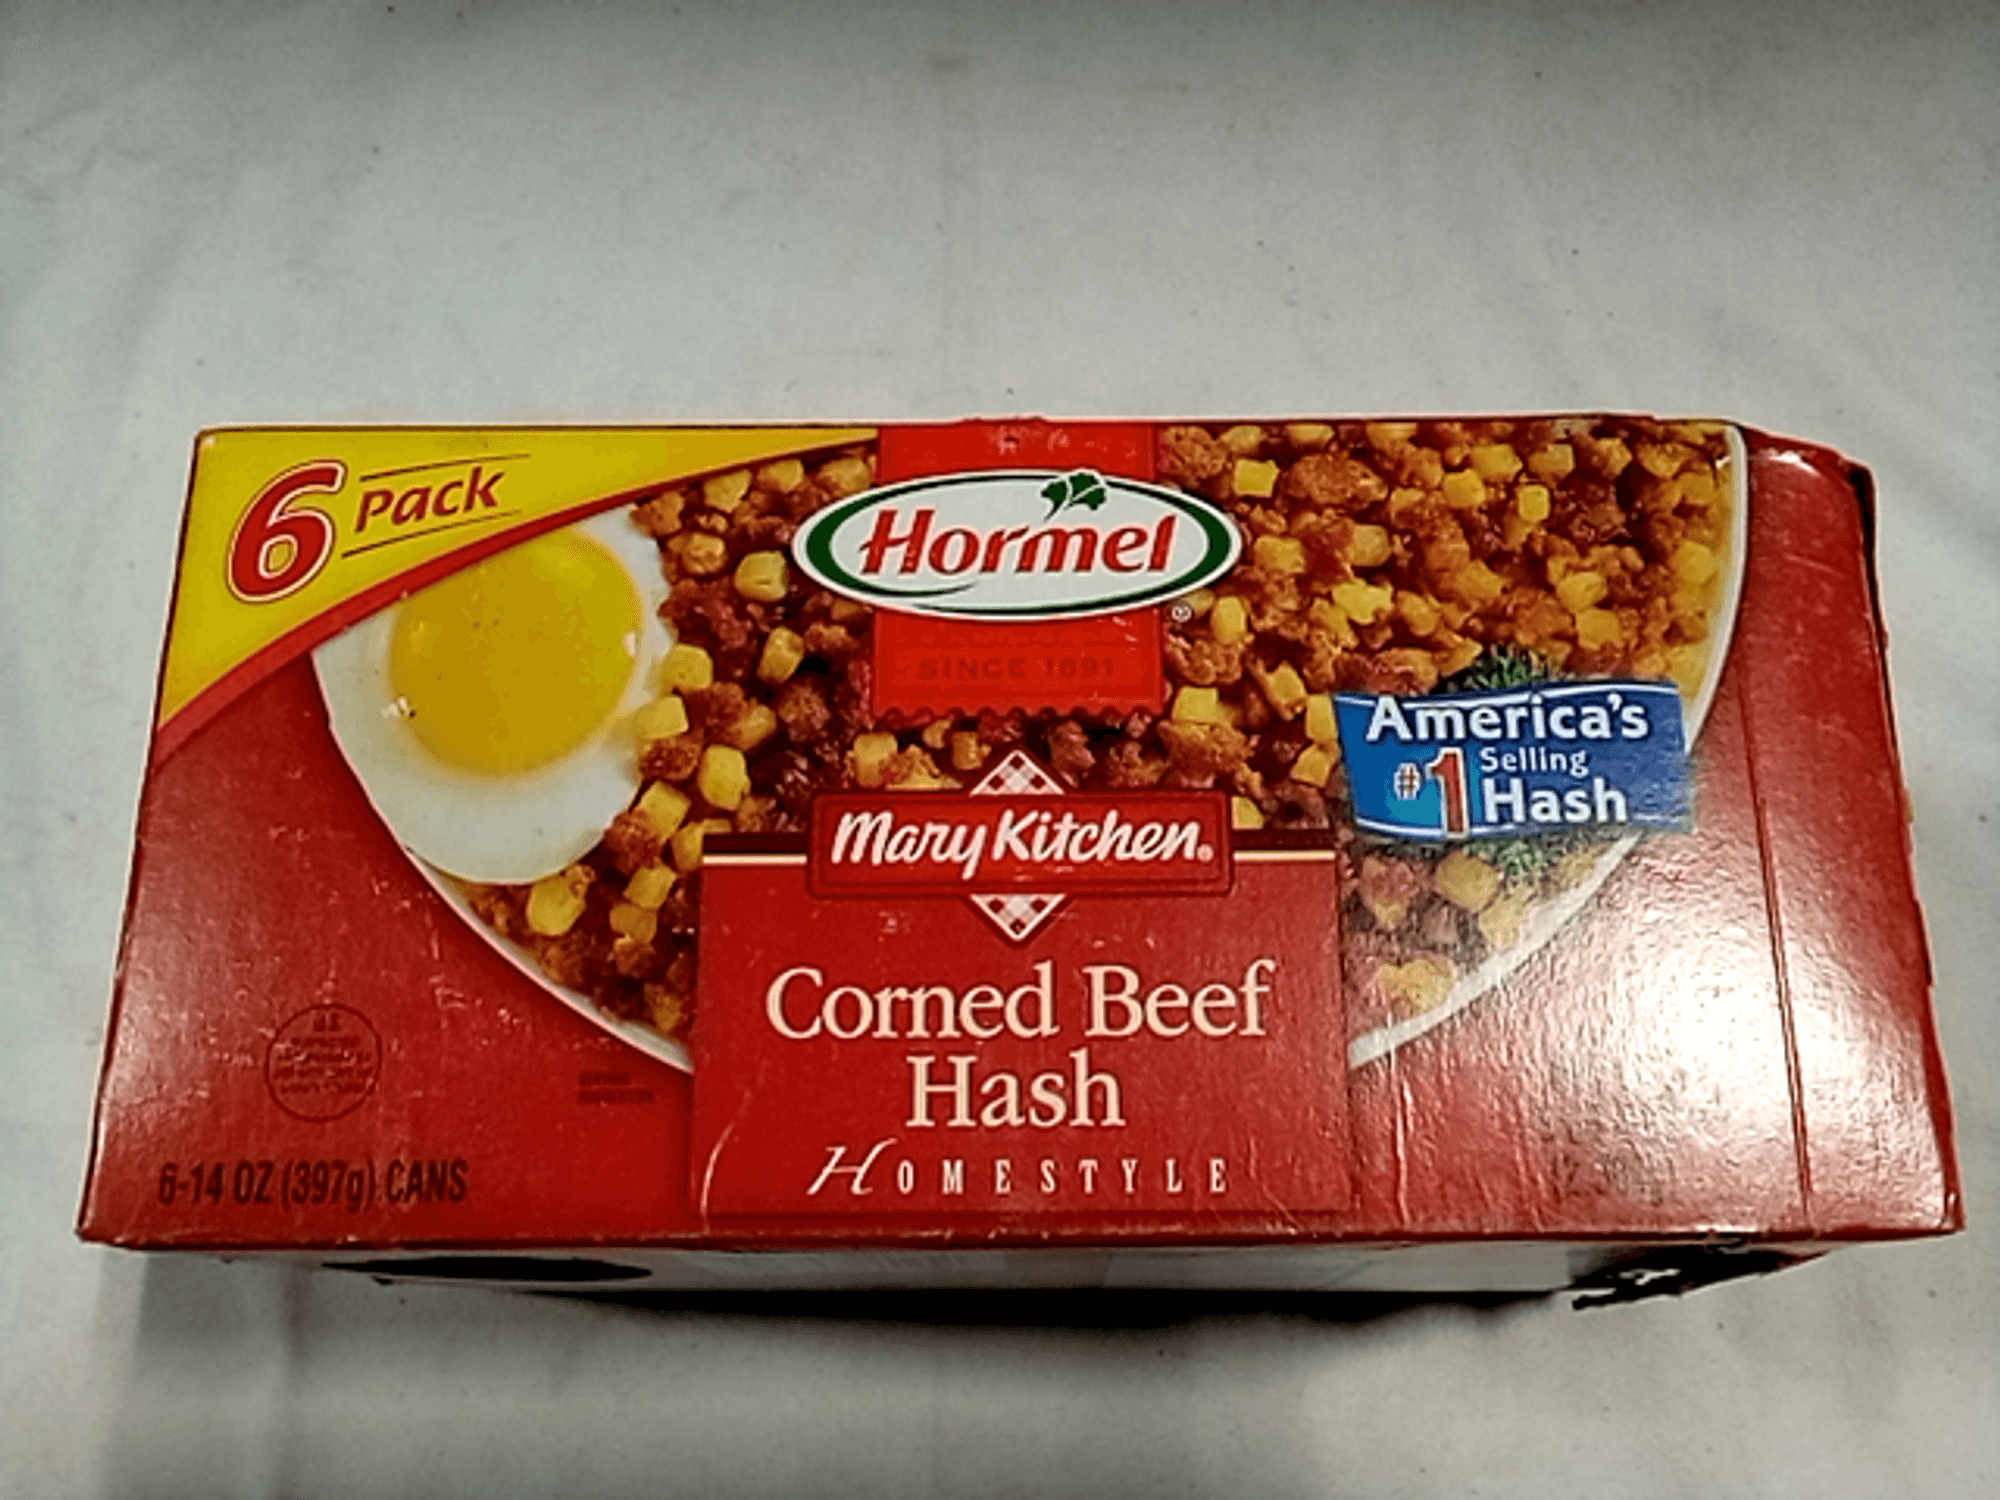 6 Pack
Hormel
®
SINCE 1891
America's
#1 Selling
Hash
Mary Kitchen®
Corned Beef
Hash
HOMESTYLE
6-14 OZ (397g) CANS